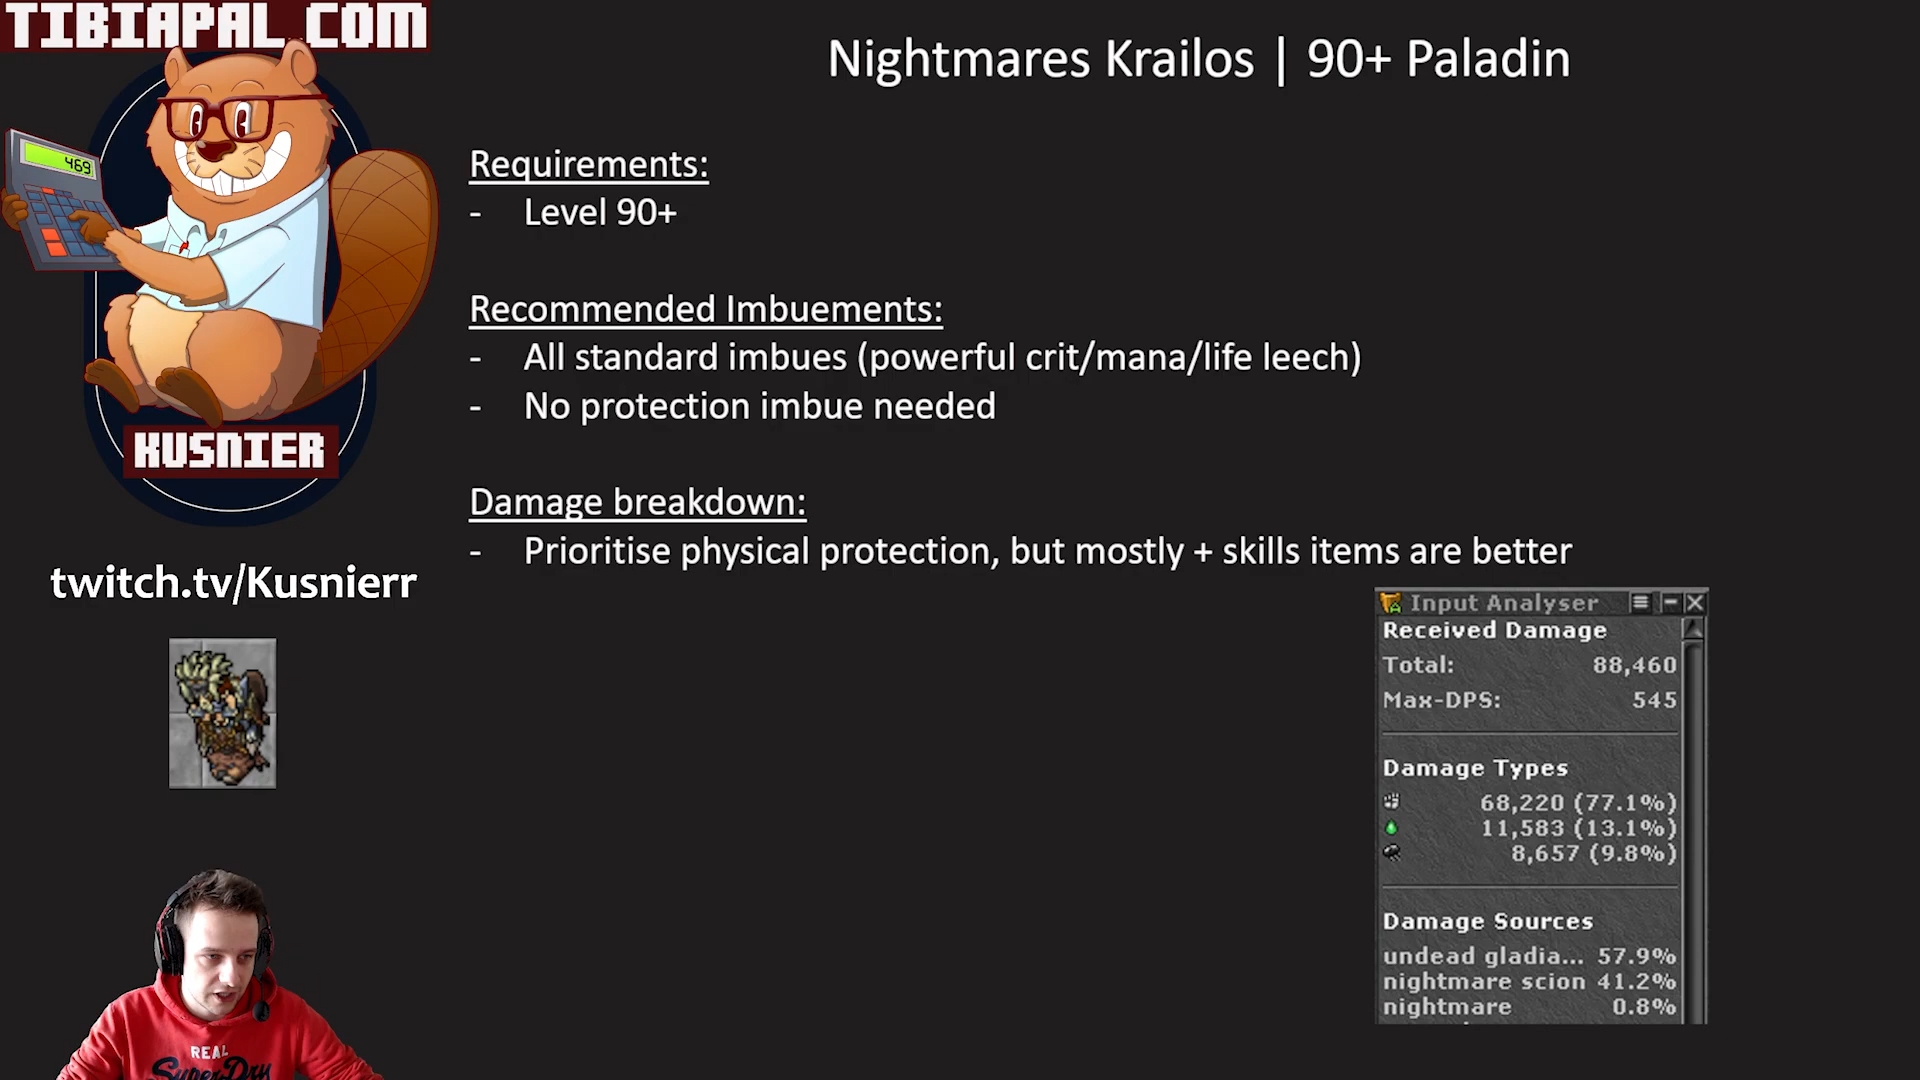 TIBIAPAL.COM
Nightmares Krailos | 90+ Paladin
469
KUSNIER
twitch.tv/Kusnierr
Requirements:
- Level 90+
Recommended Imbuements:
- All standard imbues (powerful crit/mana/life leech)
- No protection imbue needed
Damage breakdown:
- Prioritise physical protection, but mostly + skills items are better
Input Analyser
Received Damage
Total: 88,460
Max-DPS: 545
Damage Types
68,220 (77.1%)
11,583 (13.1%)
8,657 (9.8%)
Damage Sources
undead gladia... 57.9%
nightmare scion 41.2%
nightmare 0.8%
REAL
SuperDry